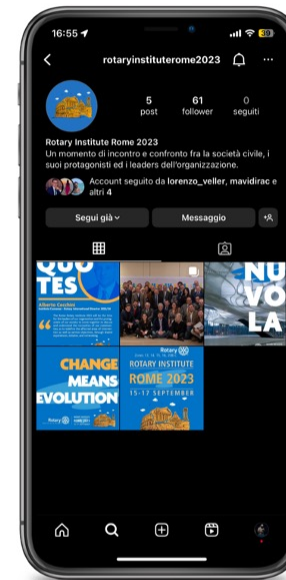 16:55
39
rotaryinstituterome2023
5
post
61
follower
0
seguiti
Rotary Institute Rome 2023
Un momento di incontro e confronto fra la società civile, i
suoi protagonisti ed i leaders dell'organizzazione.
Account seguito da lorenzo_veller, mavidirac e
altri 4
Segui già
Messaggio
QUO
TES
Alberto Cecchini
NU
VO
LA
CHANGE
MEANS
EVOLUTION
Rotary
Rotary
ROTARY INSTITUTE
ROME 2023
15-17 SEPTEMBER